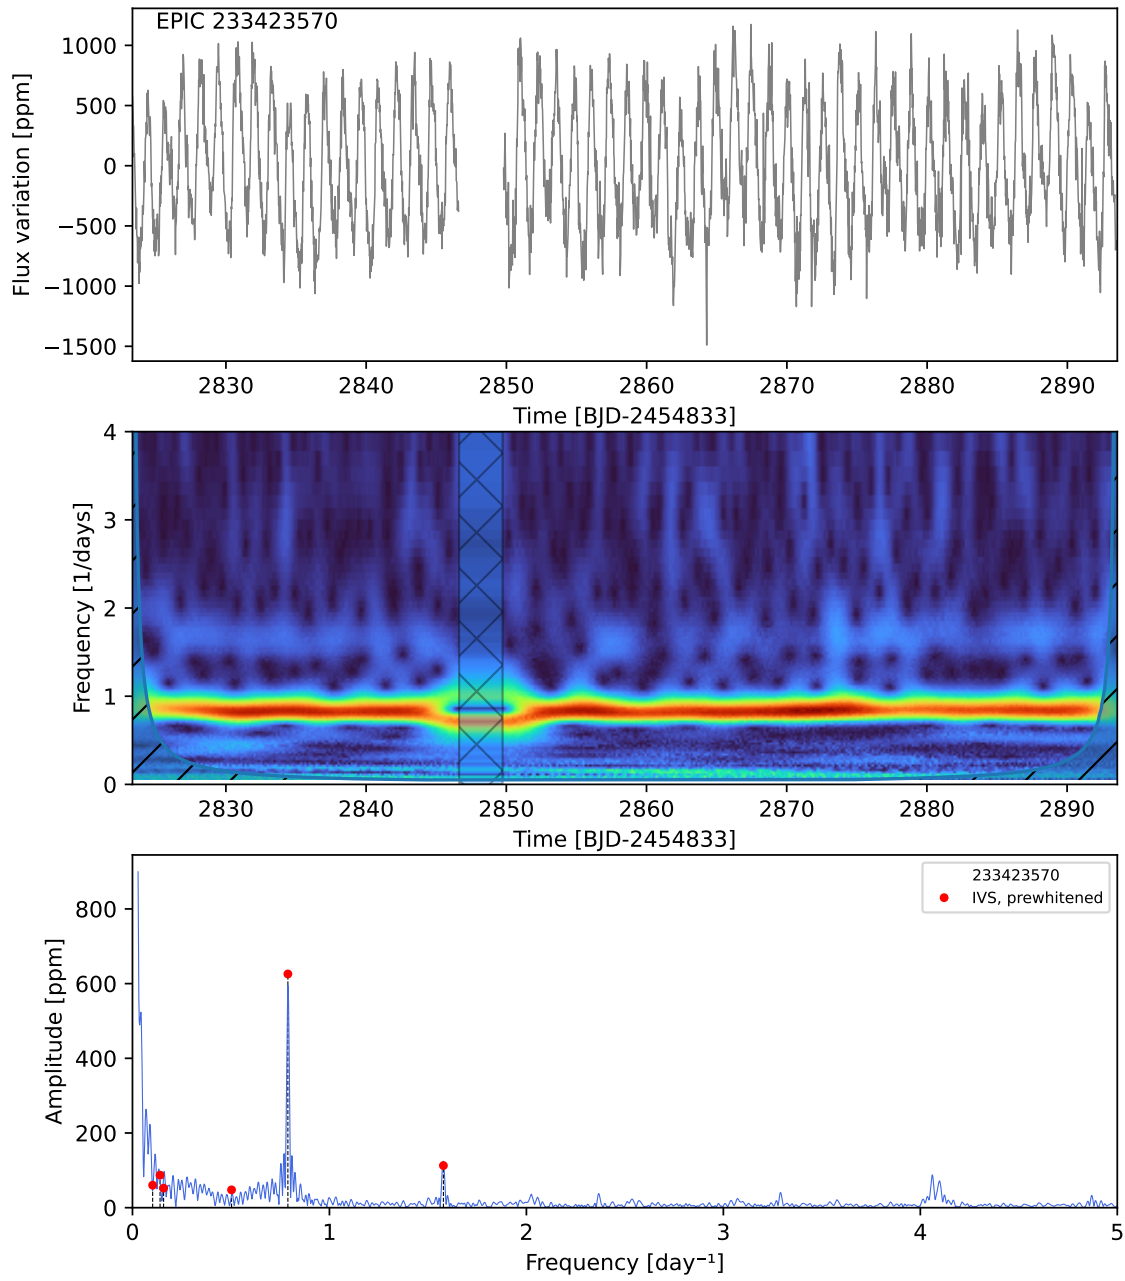 EPIC 233423570
1000
500
0
−500
−1000
−1500
Flux variation [ppm]
2830 2840 2850 2860 2870 2880 2890
Time [BJD-2454833]
4
3
2
1
0
Frequency [1/days]
2830 2840 2850 2860 2870 2880 2890
Time [BJD-2454833]
233423570
IVS, prewhitened
800
600
400
200
0
Amplitude [ppm]
0 1 2 3 4 5
Frequency [day⁻¹]